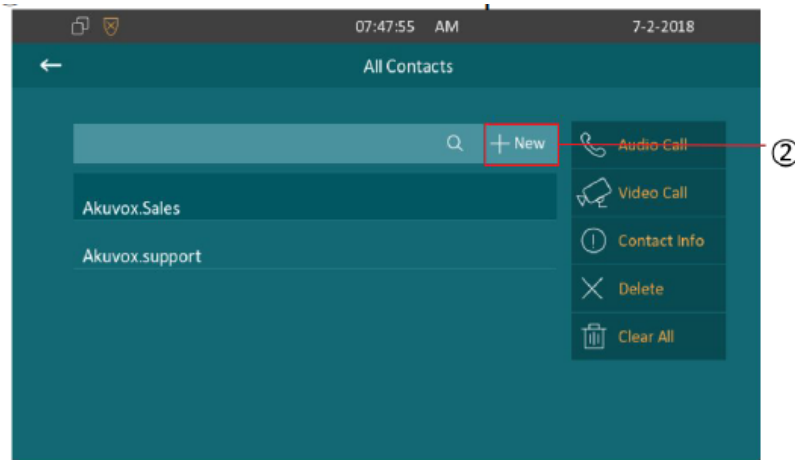 07:47:55 AM 7-2-2018
All Contacts
New Audio Call
②
Akuvox.Sales
Video Call
Akuvox.support
Contact Info
Delete
Clear All